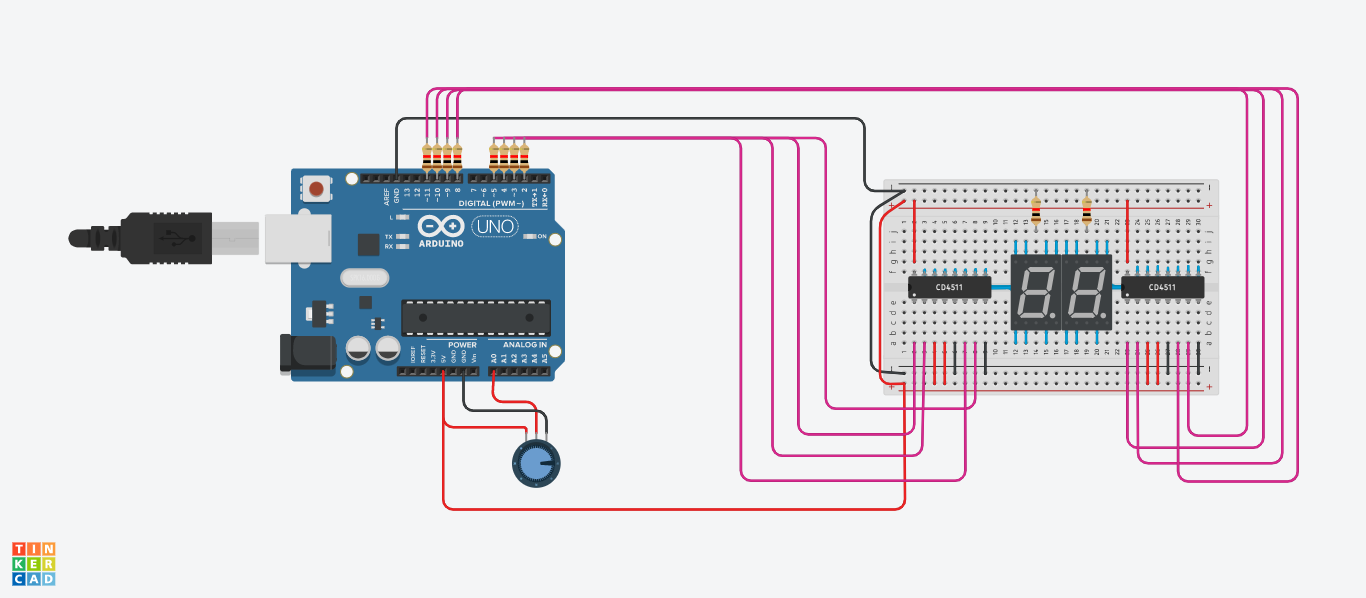 AREF
GND
13
12
~11
~10
~9
8
7
~6
~5
4
~3
2
TX→1
RX←0
DIGITAL (PWM~)
L
TX
RX
ARDUINO
UNO
ON
POWER
ANALOG IN
IOREF
RESET
3.3V
5V
GND
GND
Vin
A0
A1
A2
A3
A4
A5
CD4511
CD4511
TIN
KER
CAD